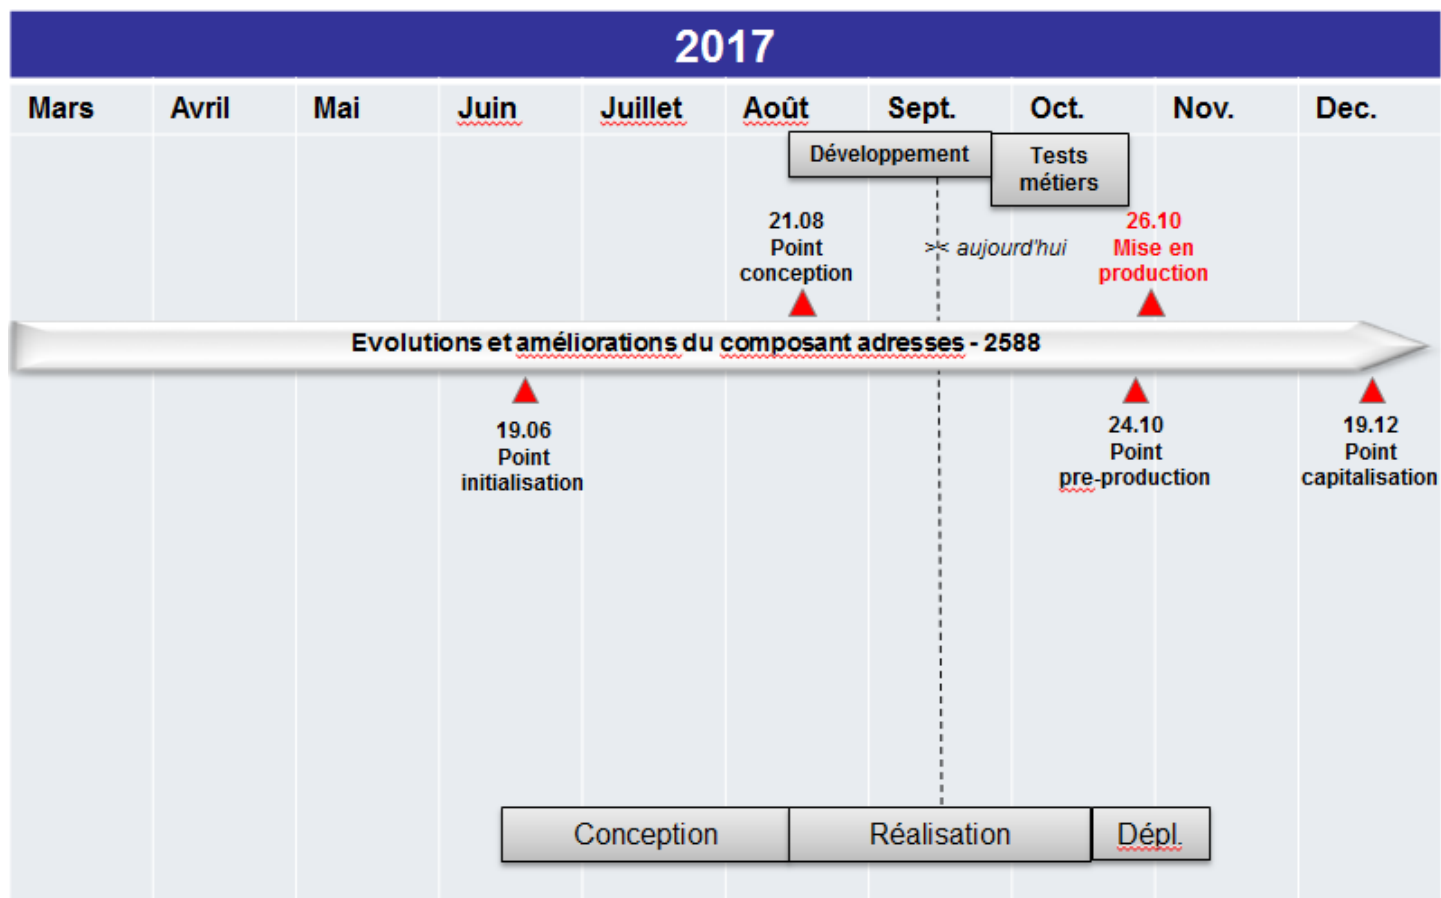 2017
Mars Avril Mai Juin Juillet Août Sept. Oct. Nov. Dec.
Développement
Tests
métiers
21.08
Point
conception
>< aujourd'hui
26.10
Mise en
production
Evolutions et améliorations du composant adresses - 2588
19.06
Point
initialisation
24.10
Point
pre-production
19.12
Point
capitalisation
Conception
Réalisation
Dépl.